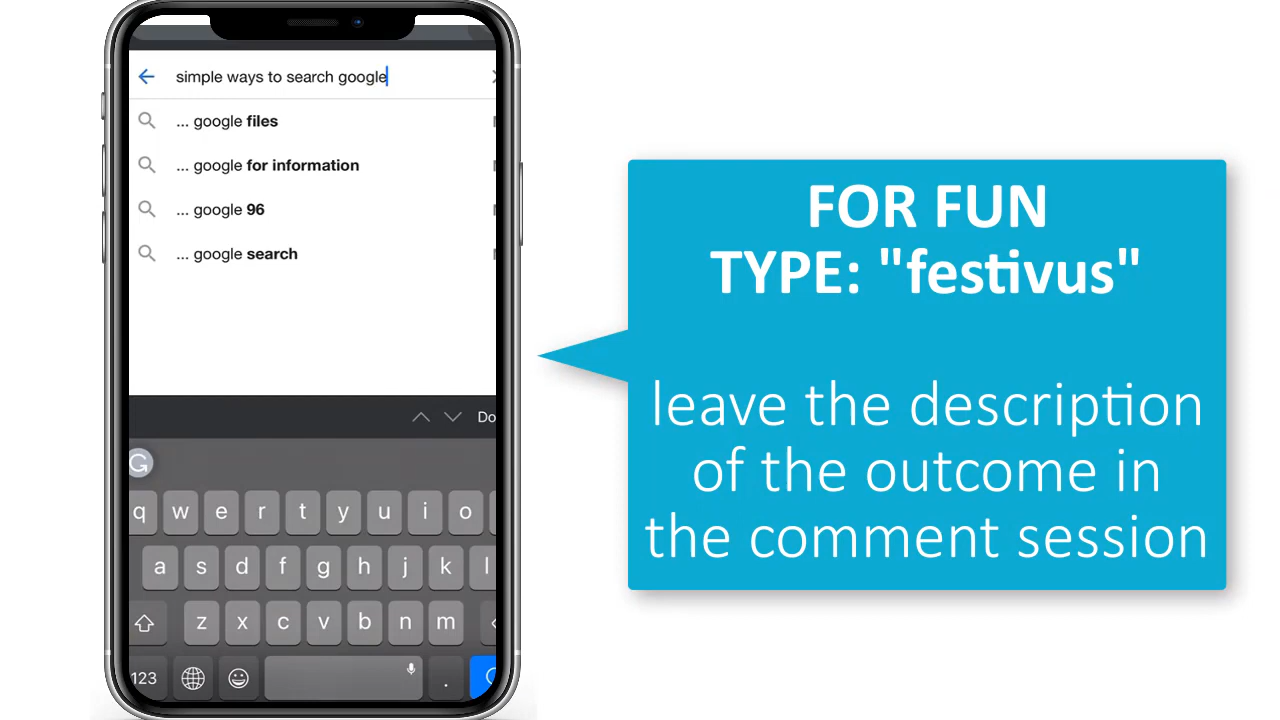 simple ways to search google
... google files
... google for information
... google 96
... google search
Do
q w e r t y u i o
a s d f g h j k l
z x c v b n m
123 .
FOR FUN
TYPE: "festivus"
leave the description
of the outcome in
the comment session